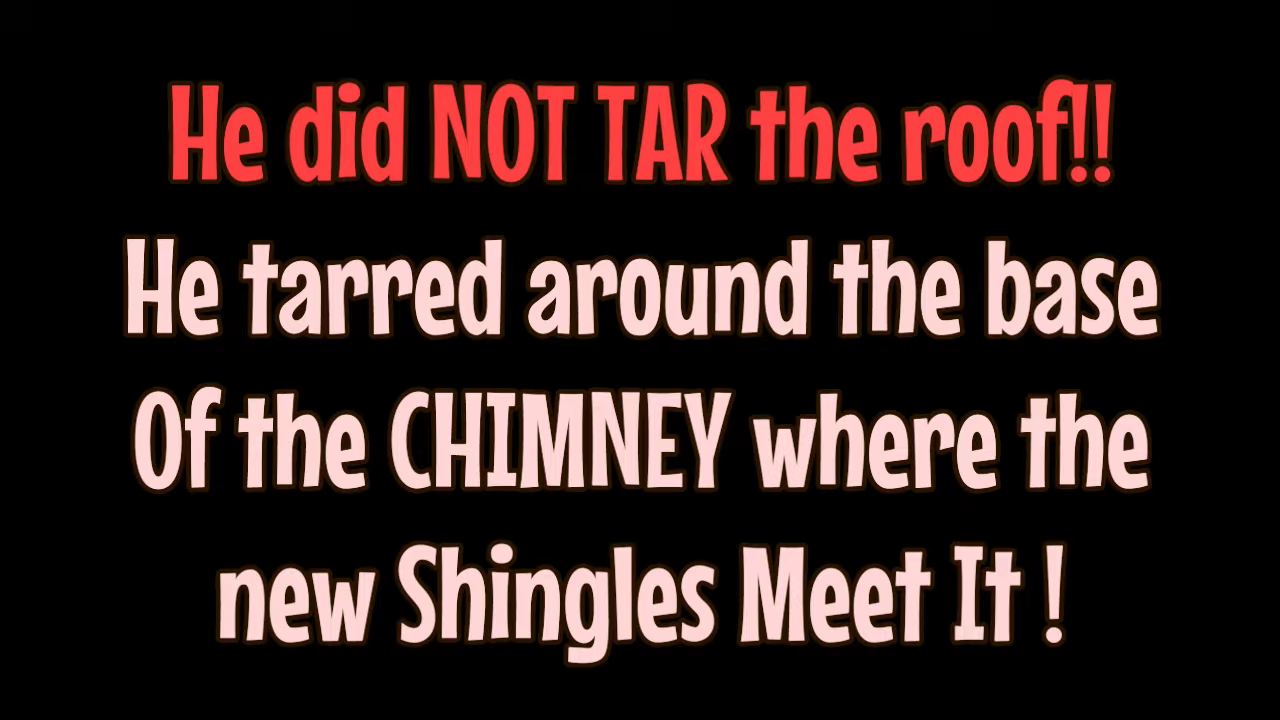 He did NOT TAR the roof!!
He tarred around the base
Of the CHIMNEY where the
new Shingles Meet It !